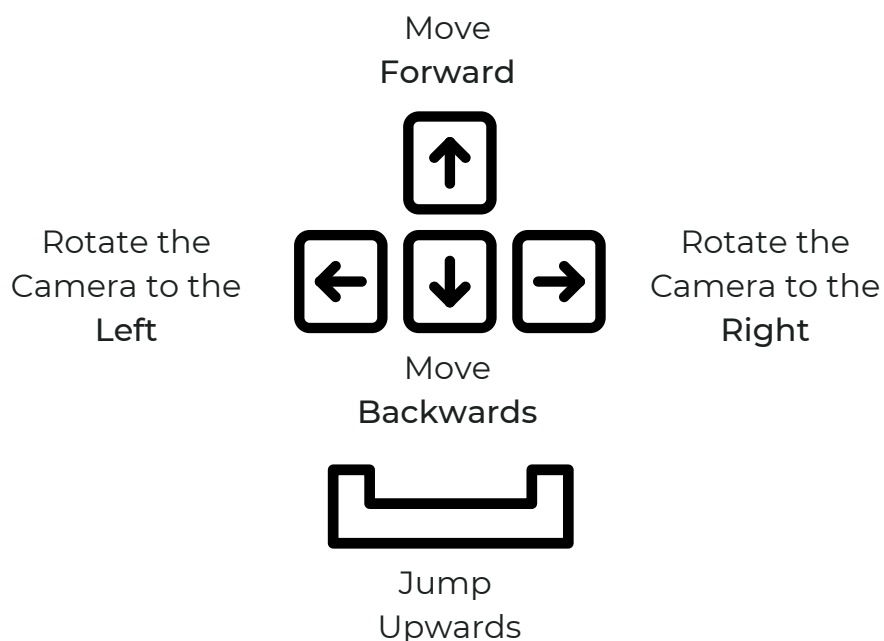 Move
Forward
Rotate the
Camera to the
Left
Rotate the
Camera to the
Right
Move
Backwards
Jump
Upwards